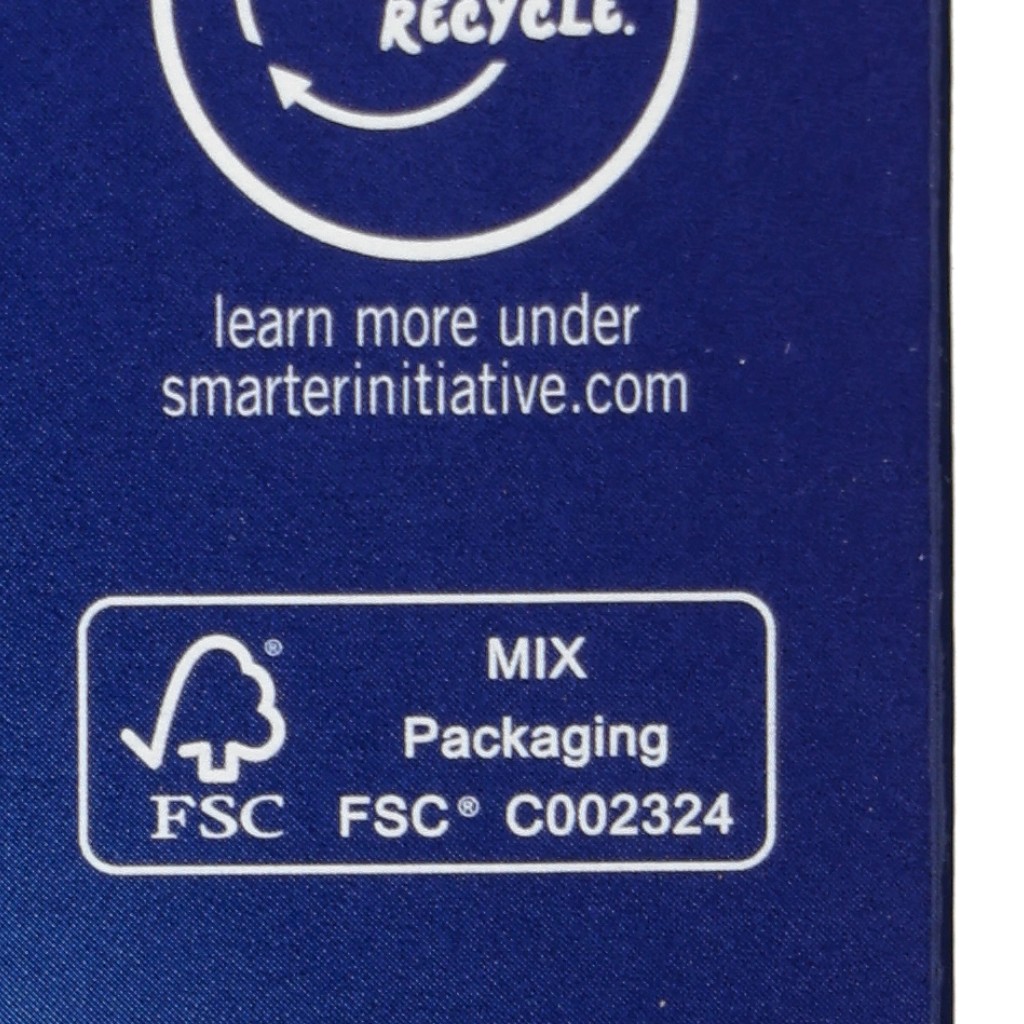 RECYCLE.
learn more under
smarterinitiative.com
MIX
Packaging
FSC
FSC® C002324